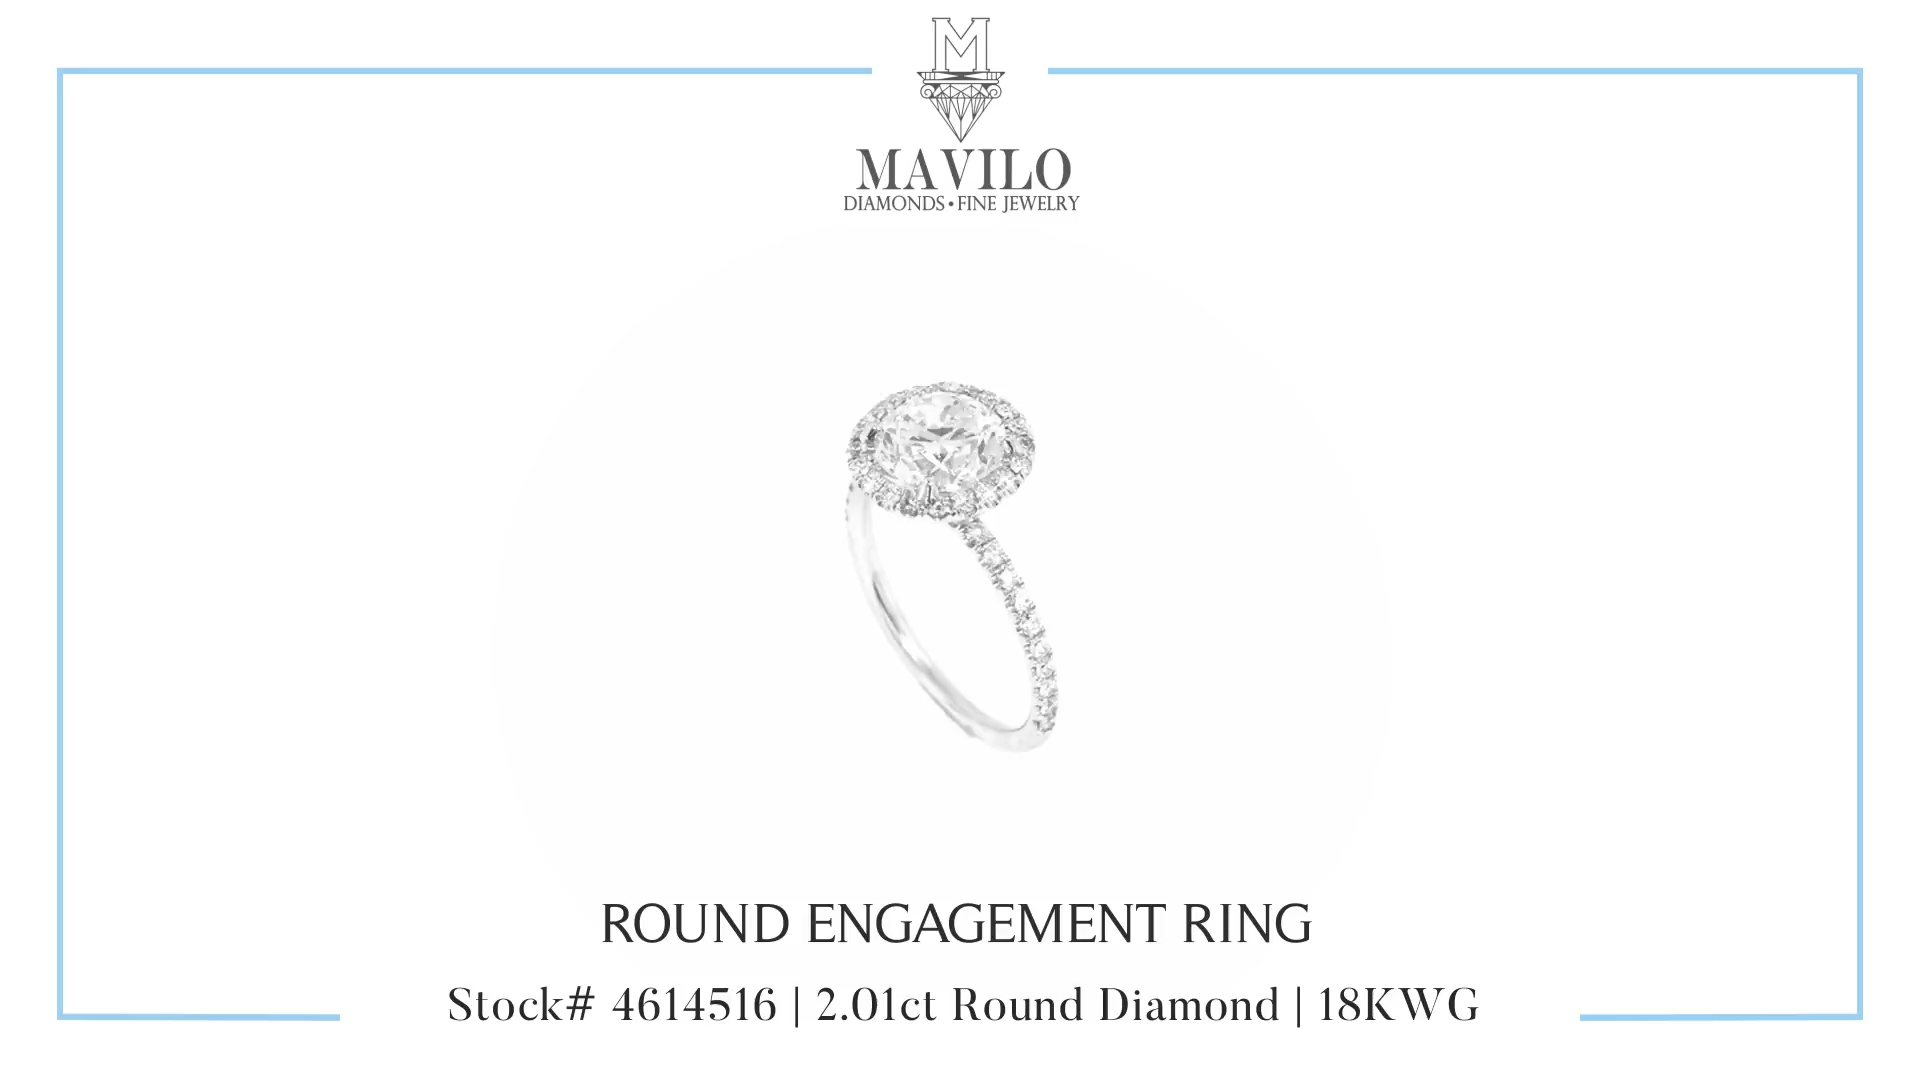 M
MAVILO
DIAMONDS • FINE JEWELRY
ROUND ENGAGEMENT RING
Stock# 4614516 | 2.01ct Round Diamond | 18KWG